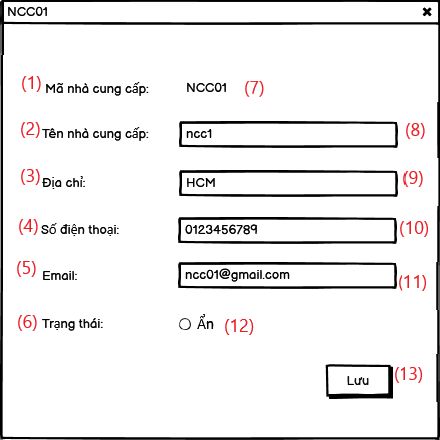 NCC01 ✖
(1) Mã nhà cung cấp: NCC01 (7)
(2) Tên nhà cung cấp: ncc1 (8)
(3) Địa chỉ: HCM (9)
(4) Số điện thoại: 0123456789 (10)
(5) Email: ncc01@gmail.com (11)
(6) Trạng thái: Ẩn (12)
Lưu (13)